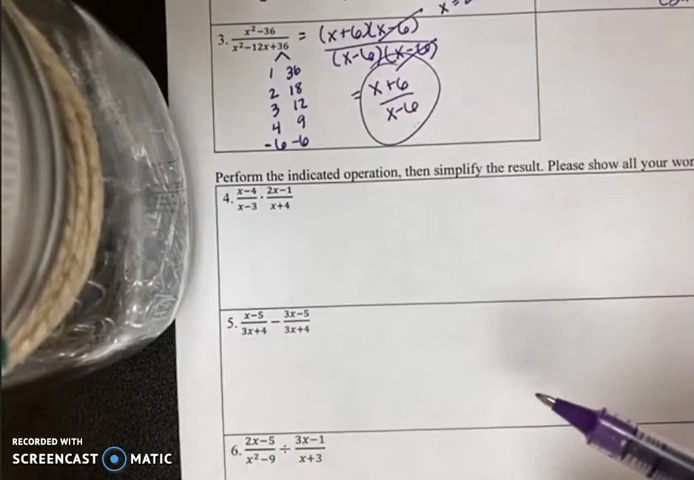 x =
3. x²−36 / x²−12x+36 = (x+6)(x-6) / (x-6)(x-6)
1 36
2 18
3 12
4 9
-6 -6
= x+6 / x-6
Perform the indicated operation, then simplify the result. Please show all your
4. x−4 / x−3 · 2x−1 / x+4
5. x−5 / 3x+4 − 3x−5 / 3x+4
6. 2x−5 / x²−9 ÷ 3x−1 / x+3
RECORDED WITH
SCREENCAST MATIC